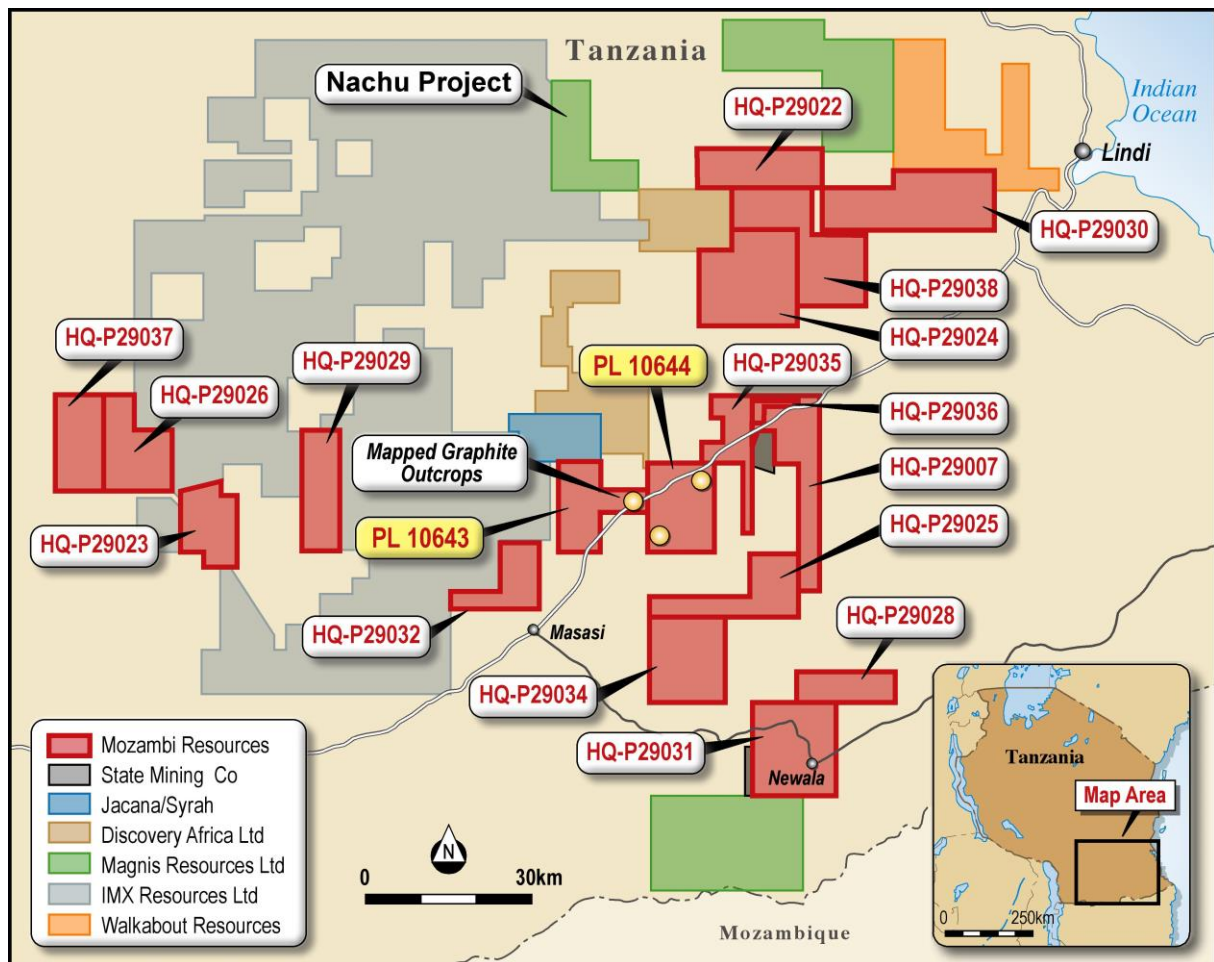 Tanzania
Nachu Project
HQ-P29022
Indian
Ocean
Lindi
HQ-P29030
HQ-P29038
HQ-P29024
HQ-P29037
HQ-P29026
HQ-P29029
PL 10644
HQ-P29035
HQ-P29036
Mapped Graphite
Outcrops
HQ-P29007
PL 10643
HQ-P29023
HQ-P29025
HQ-P29032
Masasi
HQ-P29028
HQ-P29034
HQ-P29031
Newala
Mozambi Resources
State Mining Co
Jacana/Syrah
Discovery Africa Ltd
Magnis Resources Ltd
IMX Resources Ltd
Walkabout Resources
N
0 30km
Mozambique
Tanzania
Map Area
0 250km